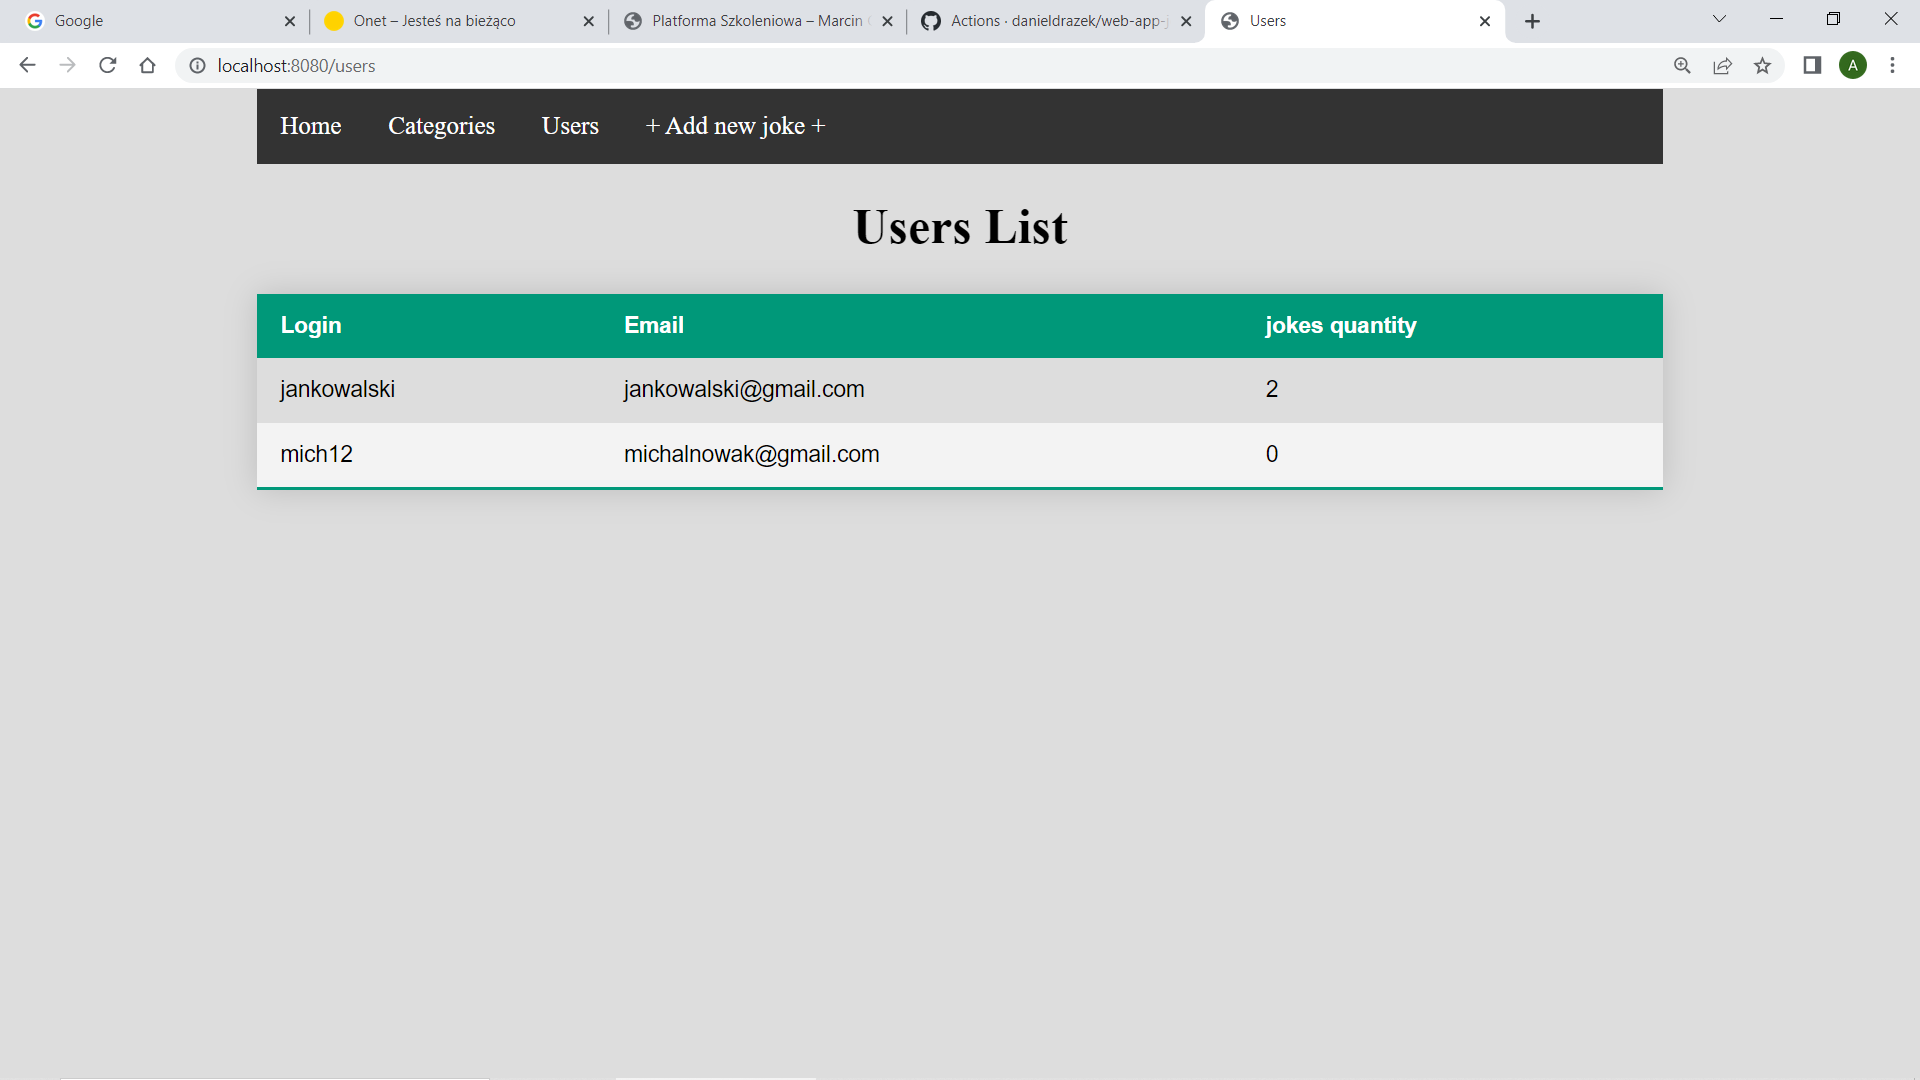 Google
Onet – Jesteś na bieżąco
Platforma Szkoleniowa – Marcin
Actions · danieldrazek/web-app-j
Users
localhost:8080/users
A
Home Categories Users + Add new joke +
Users List
Login Email jokes quantity
jankowalski jankowalski@gmail.com 2
mich12 michalnowak@gmail.com 0